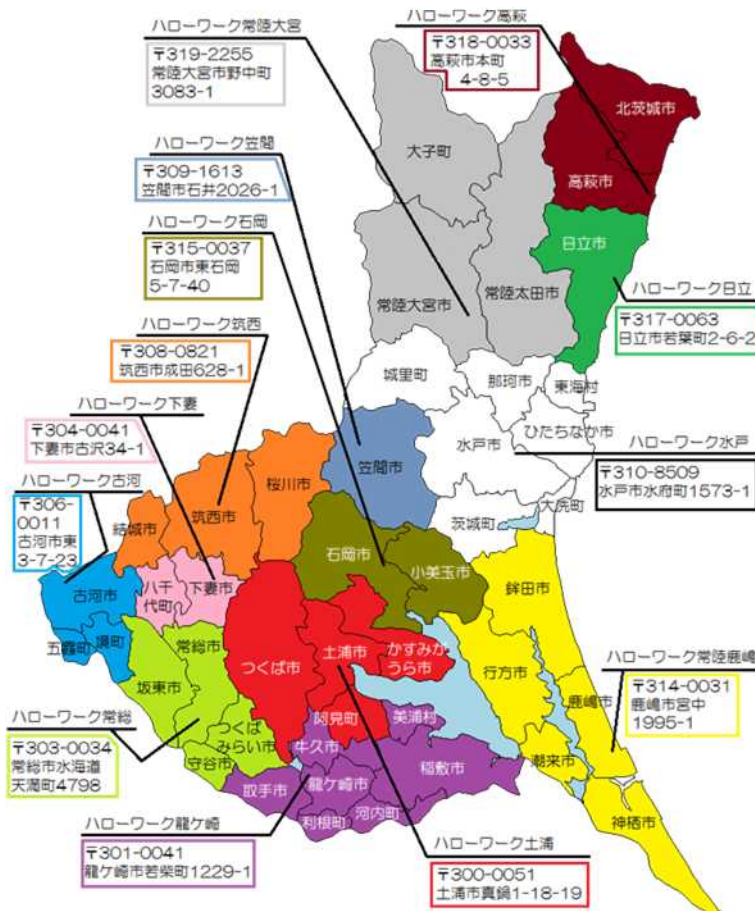 ハローワーク常陸大宮
〒319-2255
常陸大宮市野中町
3083-1
ハローワーク高萩
〒318-0033
高萩市本町
4-8-5
ハローワーク笠間
〒309-1613
笠間市石井2026-1
ハローワーク石岡
〒315-0037
石岡市東石岡
5-7-40
ハローワーク筑西
〒308-0821
筑西市成田628-1
ハローワーク下妻
〒304-0041
下妻市古沢34-1
ハローワーク古河
〒306-
0011
古河市東
3-7-23
ハローワーク日立
〒317-0063
日立市若葉町2-6-2
ハローワーク水戸
〒310-8509
水戸市水府町1573-1
ハローワーク常陸鹿嶋
〒314-0031
鹿嶋市宮中
1995-1
ハローワーク常総
〒303-0034
常総市水海道
天満町4798
ハローワーク龍ケ崎
〒301-0041
龍ケ崎市若柴町1229-1
ハローワーク土浦
〒300-0051
土浦市真鍋1-18-19
北茨城市
大子町
高萩市
日立市
常陸大宮市
常陸太田市
城里町
那珂市
東海村
ひたちなか市
水戸市
笠間市
大洗町
茨城町
桜川市
筑西市
結城市
石岡市
小美玉市
鉾田市
八千
代町
下妻市
古河市
五霞町
境町
常総市
坂東市
つくば市
土浦市
かすみが
うら市
行方市
鹿嶋市
つくば
みらい市
守谷市
阿見町
美浦村
牛久市
稲敷市
潮来市
取手市
龍ケ崎市
利根町
河内町
神栖市